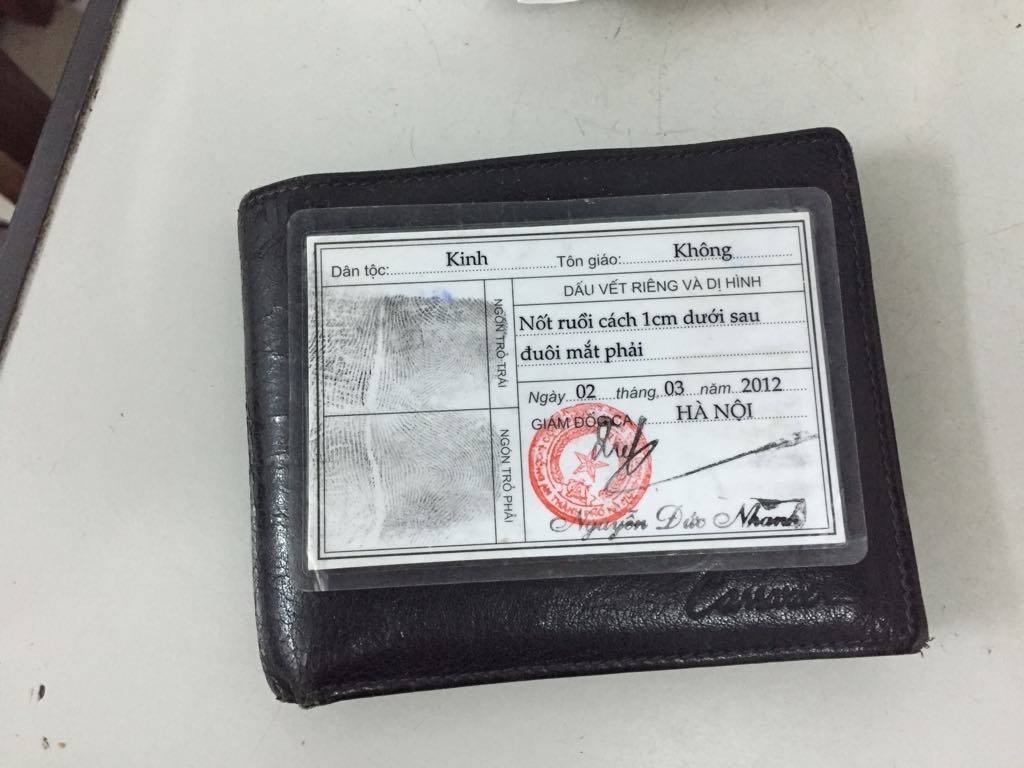 Dân tộc: Kinh Tôn giáo: Không
DẤU VẾT RIÊNG VÀ DỊ HÌNH
NGÓN TRỎ TRÁI
Nốt ruồi cách 1cm dưới sau
đuôi mắt phải
Ngày 02 tháng 03 năm 2012
GIÁM ĐỐC CA HÀ NỘI
NGÓN TRỎ PHẢI
Nguyễn Đức Nhanh